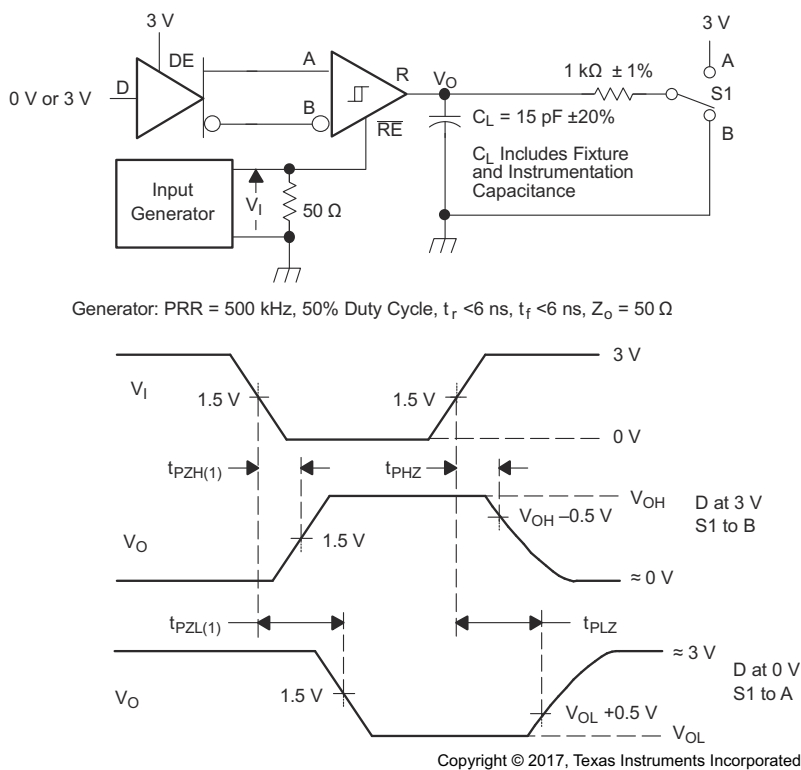 3 V
3 V
DE
A
R
V_O
1 kΩ ± 1%
A
S1
0 V or 3 V
D
B
R̅E̅
C_L = 15 pF ±20%
B
C_L Includes Fixture
and Instrumentation
Capacitance
Input
Generator
V_I
50 Ω
Generator: PRR = 500 kHz, 50% Duty Cycle, t_r <6 ns, t_f <6 ns, Z_o = 50 Ω
3 V
V_I
1.5 V
1.5 V
0 V
t_PZH(1)
t_PHZ
V_OH
D at 3 V
S1 to B
V_OH –0.5 V
V_O
1.5 V
≈ 0 V
t_PZL(1)
t_PLZ
≈ 3 V
D at 0 V
S1 to A
V_O
1.5 V
V_OL +0.5 V
V_OL
Copyright © 2017, Texas Instruments Incorporated